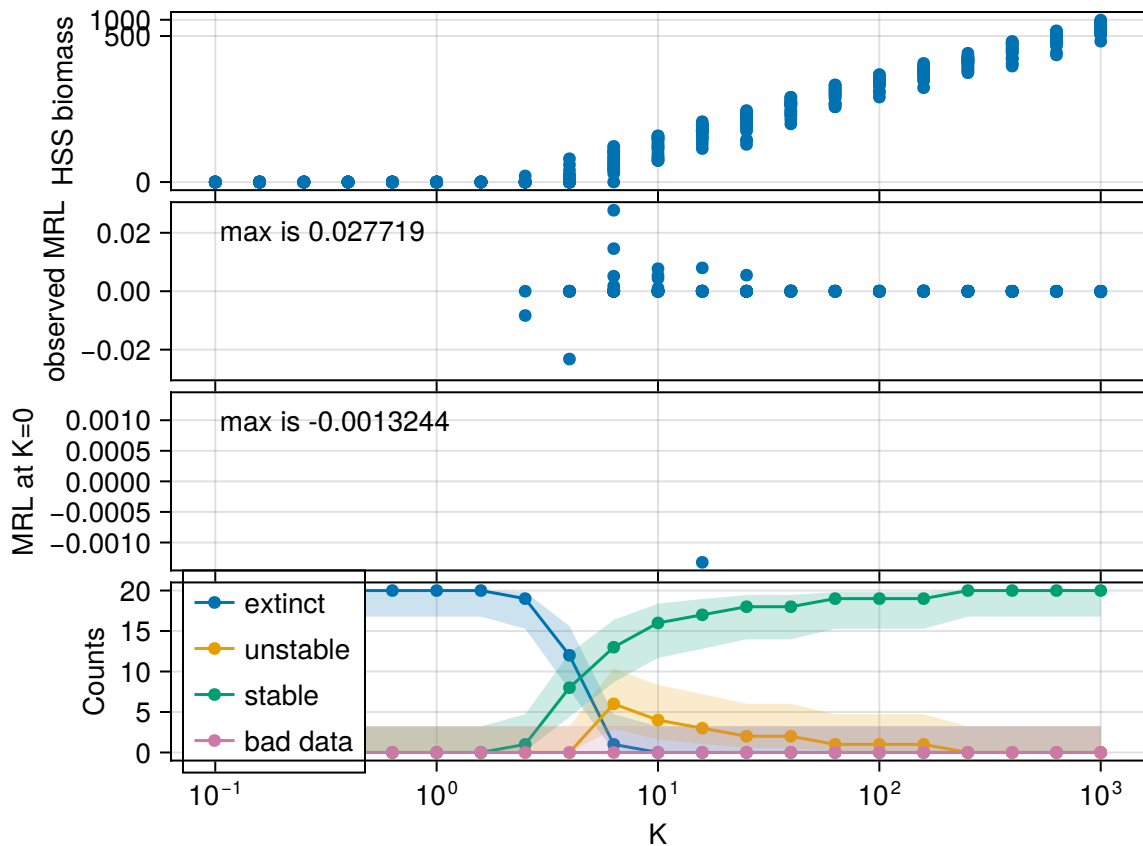 HSS biomass
1000
500
0
observed MRL
max is 0.027719
0.02
0.00
−0.02
MRL at K=0
max is -0.0013244
0.0010
0.0005
0.0000
−0.0005
−0.0010
Counts
20
15
10
5
0
extinct
unstable
stable
bad data
10⁻¹ 10⁰ 10¹ 10² 10³
K